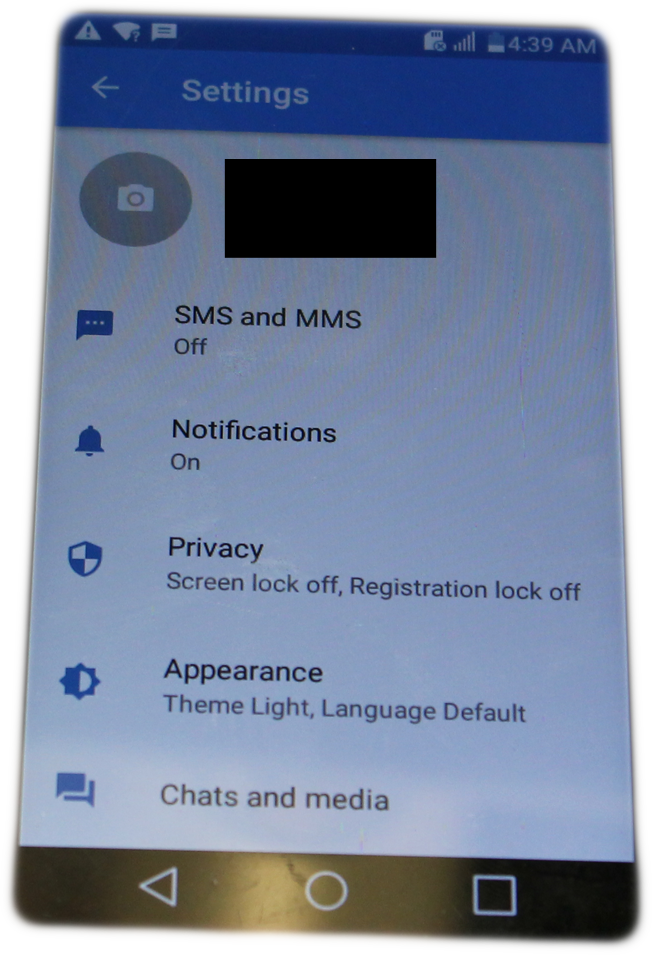 4:39 AM
Settings
SMS and MMS
Off
Notifications
On
Privacy
Screen lock off, Registration lock off
Appearance
Theme Light, Language Default
Chats and media